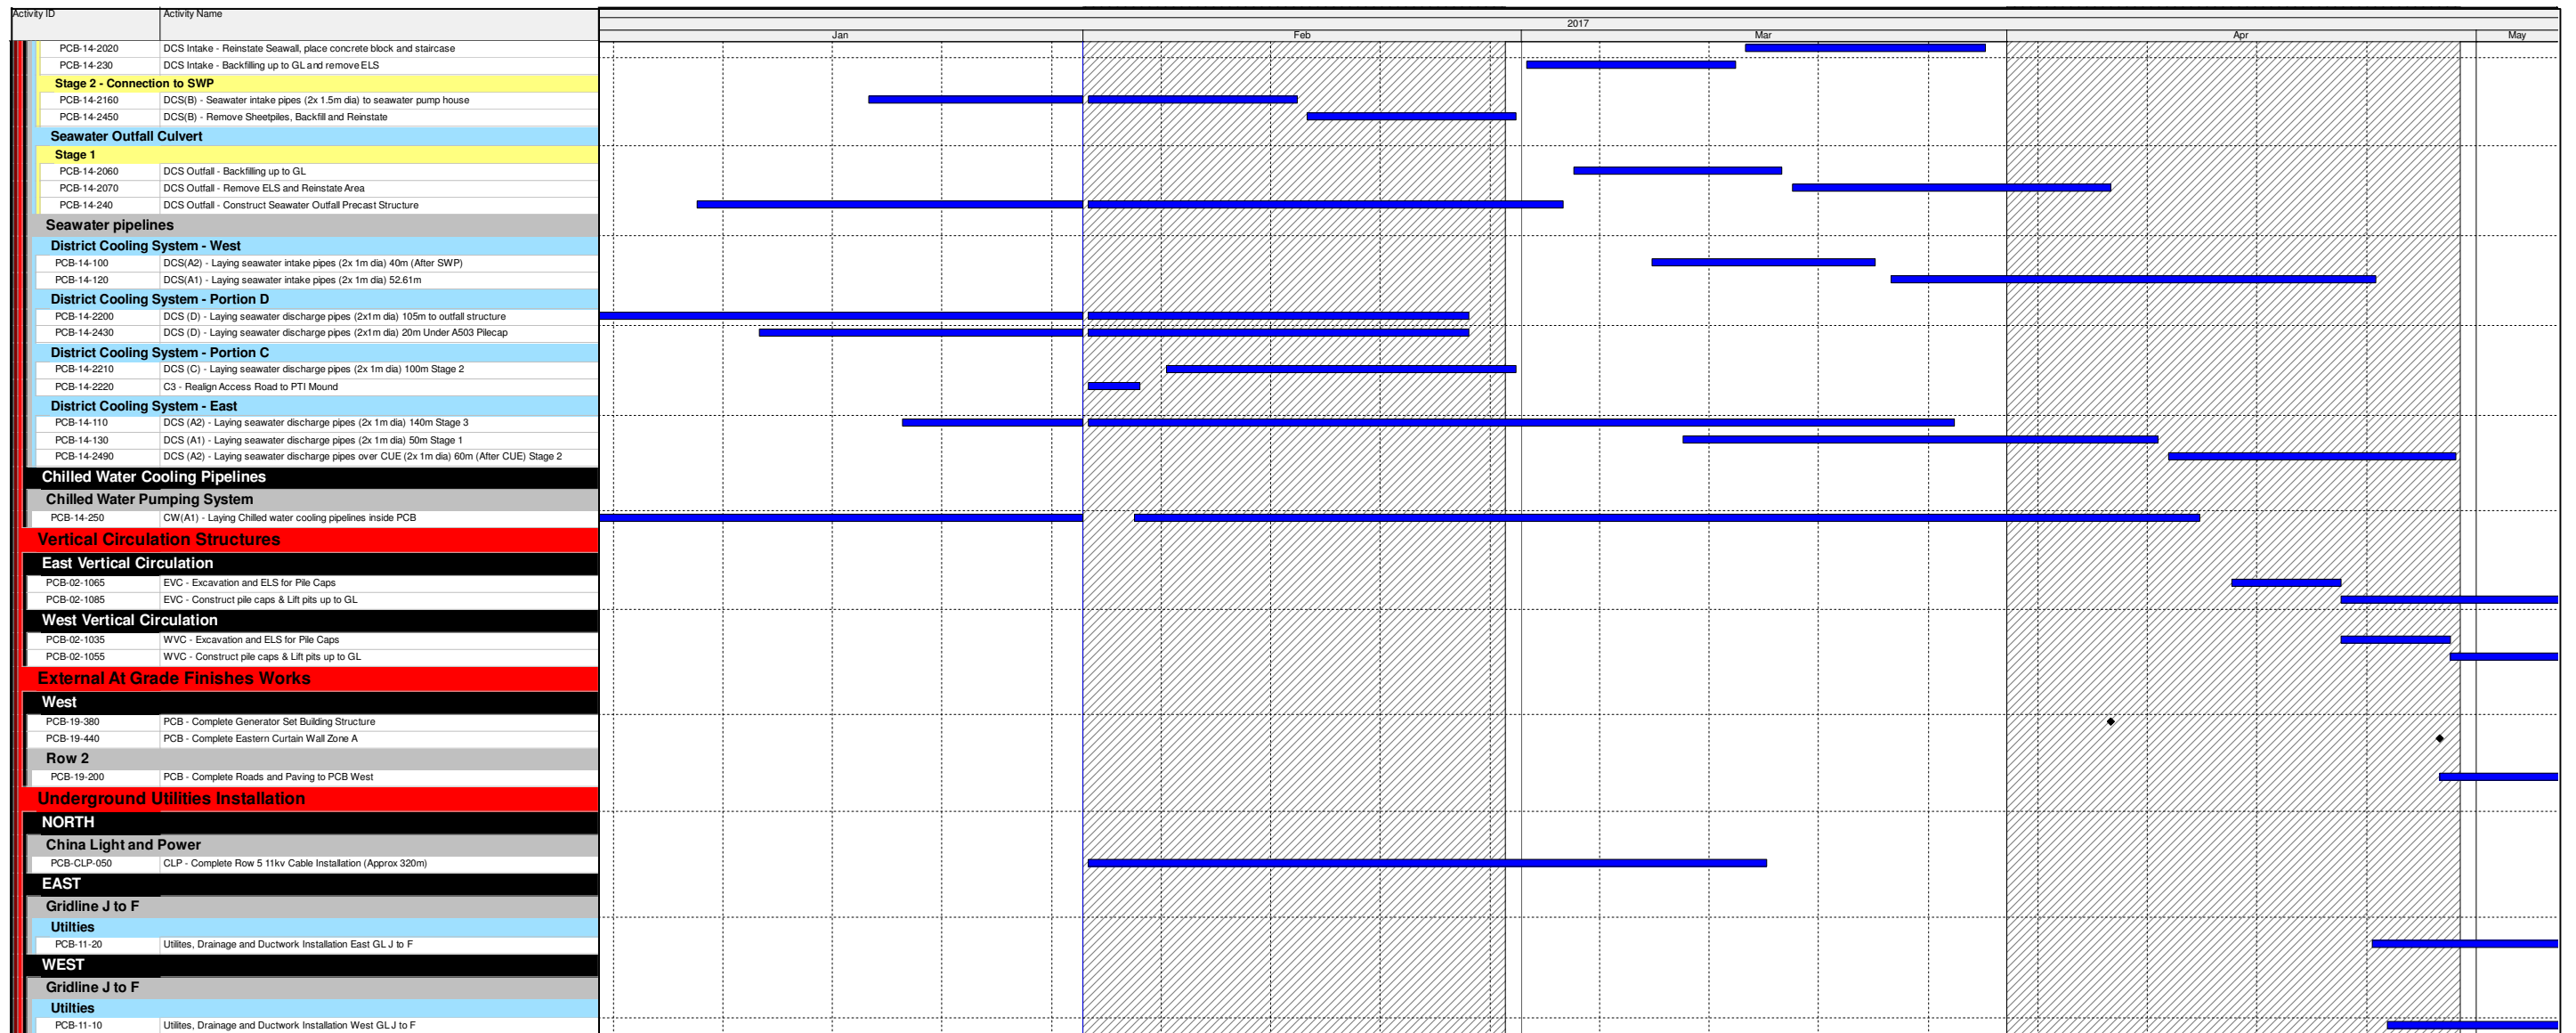 Activity ID Activity Name
2017
Jan Feb Mar Apr May
PCB-14-2020 DCS Intake - Reinstate Seawall, place concrete block and staircase
PCB-14-230 DCS Intake - Backfilling up to GL and remove ELS
Stage 2 - Connection to SWP
PCB-14-2160 DCS(B) - Seawater intake pipes (2x 1.5m dia) to seawater pump house
PCB-14-2450 DCS(B) - Remove Sheetpiles, Backfill and Reinstate
Seawater Outfall Culvert
Stage 1
PCB-14-2060 DCS Outfall - Backfilling up to GL
PCB-14-2070 DCS Outfall - Remove ELS and Reinstate Area
PCB-14-240 DCS Outfall - Construct Seawater Outfall Precast Structure
Seawater pipelines
District Cooling System - West
PCB-14-100 DCS(A2) - Laying seawater intake pipes (2x 1m dia) 40m (After SWP)
PCB-14-120 DCS(A1) - Laying seawater intake pipes (2x 1m dia) 52.61m
District Cooling System - Portion D
PCB-14-2200 DCS (D) - Laying seawater discharge pipes (2x1m dia) 105m to outfall structure
PCB-14-2430 DCS (D) - Laying seawater discharge pipes (2x1m dia) 20m Under A503 Pilecap
District Cooling System - Portion C
PCB-14-2210 DCS (C) - Laying seawater discharge pipes (2x 1m dia) 100m Stage 2
PCB-14-2220 C3 - Realign Access Road to PTI Mound
District Cooling System - East
PCB-14-110 DCS (A2) - Laying seawater discharge pipes (2x 1m dia) 140m Stage 3
PCB-14-130 DCS (A1) - Laying seawater discharge pipes (2x 1m dia) 50m Stage 1
PCB-14-2490 DCS (A2) - Laying seawater discharge pipes over CUE (2x 1m dia) 60m (After CUE) Stage 2
Chilled Water Cooling Pipelines
Chilled Water Pumping System
PCB-14-250 CW(A1) - Laying Chilled water cooling pipelines inside PCB
Vertical Circulation Structures
East Vertical Circulation
PCB-02-1065 EVC - Excavation and ELS for Pile Caps
PCB-02-1085 EVC - Construct pile caps & Lift pits up to GL
West Vertical Circulation
PCB-02-1035 WVC - Excavation and ELS for Pile Caps
PCB-02-1055 WVC - Construct pile caps & Lift pits up to GL
External At Grade Finishes Works
West
PCB-19-380 PCB - Complete Generator Set Building Structure
PCB-19-440 PCB - Complete Eastern Curtain Wall Zone A
Row 2
PCB-19-200 PCB - Complete Roads and Paving to PCB West
Underground Utilities Installation
NORTH
China Light and Power
PCB-CLP-050 CLP - Complete Row 5 11kv Cable Installation (Approx 320m)
EAST
Gridline J to F
Utilties
PCB-11-20 Utilites, Drainage and Ductwork Installation East GL J to F
WEST
Gridline J to F
Utilties
PCB-11-10 Utilites, Drainage and Ductwork Installation West GL J to F